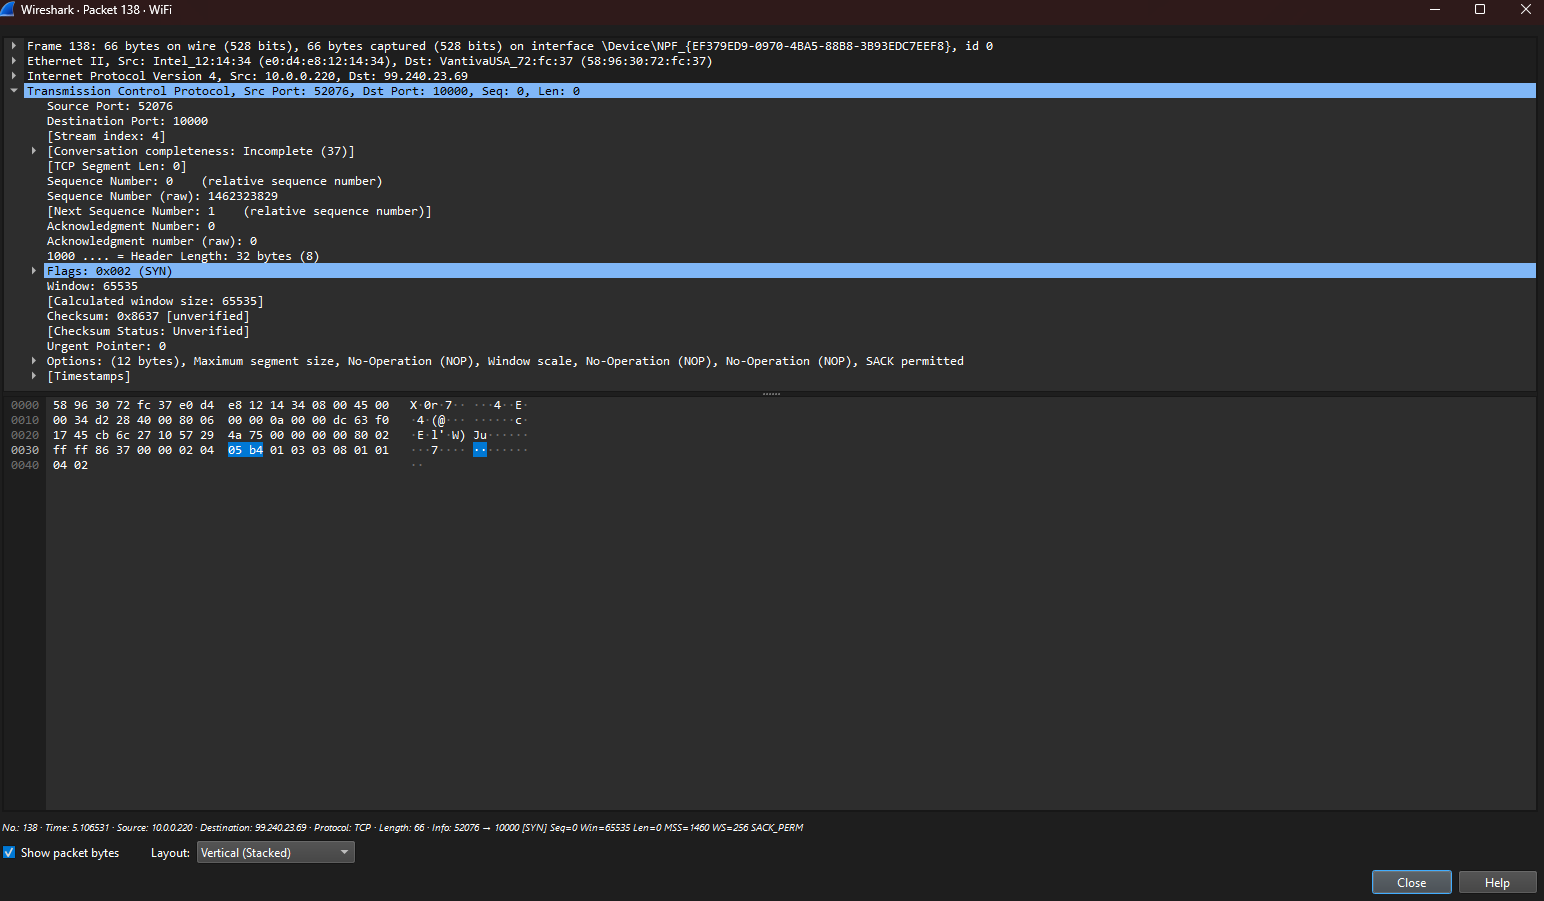 Wireshark · Packet 138 · WiFi
Frame 138: 66 bytes on wire (528 bits), 66 bytes captured (528 bits) on interface \Device\NPF_{EF379ED9-0970-4BA5-88B8-3B93EDC7EEF8}, id 0
Ethernet II, Src: Intel_12:14:34 (e0:d4:e8:12:14:34), Dst: VantivaUSA_72:fc:37 (58:96:30:72:fc:37)
Internet Protocol Version 4, Src: 10.0.0.220, Dst: 99.240.23.69
Transmission Control Protocol, Src Port: 52076, Dst Port: 10000, Seq: 0, Len: 0
Source Port: 52076
Destination Port: 10000
[Stream index: 4]
[Conversation completeness: Incomplete (37)]
[TCP Segment Len: 0]
Sequence Number: 0    (relative sequence number)
Sequence Number (raw): 1462323829
[Next Sequence Number: 1    (relative sequence number)]
Acknowledgment Number: 0
Acknowledgment number (raw): 0
1000 .... = Header Length: 32 bytes (8)
Flags: 0x002 (SYN)
Window: 65535
[Calculated window size: 65535]
Checksum: 0x8637 [unverified]
[Checksum Status: Unverified]
Urgent Pointer: 0
Options: (12 bytes), Maximum segment size, No-Operation (NOP), Window scale, No-Operation (NOP), No-Operation (NOP), SACK permitted
[Timestamps]
0000 58 96 30 72 fc 37 e0 d4 e8 12 14 34 08 00 45 00 X·0r·7·· ···4··E·
0010 00 34 d2 28 40 00 80 06 00 00 0a 00 00 dc 63 f0 ·4·(@··· ······c·
0020 17 45 cb 6c 27 10 57 29 4a 75 00 00 00 00 80 02 ·E·l'·W) Ju······
0030 ff ff 86 37 00 00 02 04 05 b4 01 03 03 08 01 01 ···7···· ········
0040 04 02 ··
No.: 138 · Time: 5.106531 · Source: 10.0.0.220 · Destination: 99.240.23.69 · Protocol: TCP · Length: 66 · Info: 52076 → 10000 [SYN] Seq=0 Win=65535 Len=0 MSS=1460 WS=256 SACK_PERM
Show packet bytes Layout: Vertical (Stacked)
Close Help